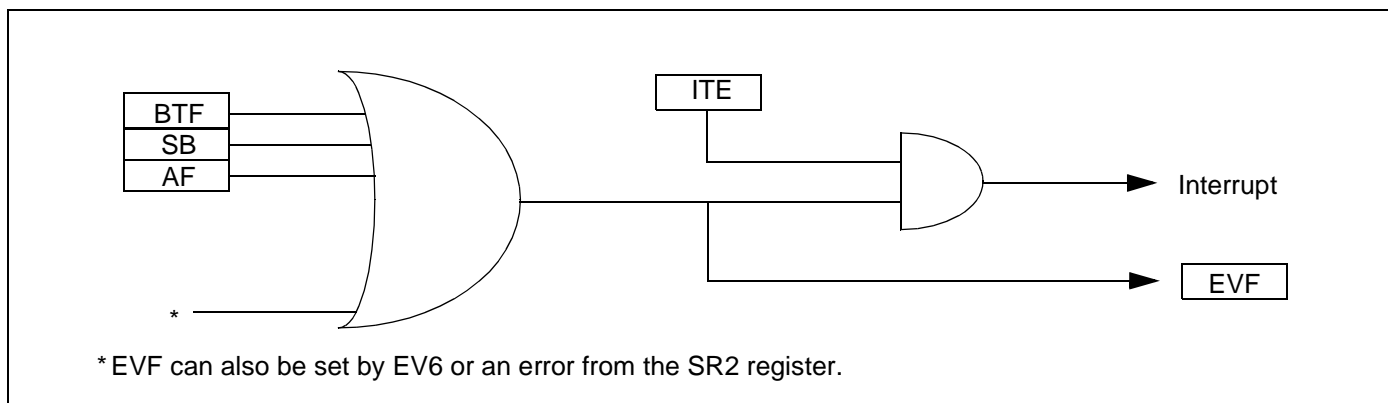 ITE
BTF
SB
AF
Interrupt
EVF
*
* EVF can also be set by EV6 or an error from the SR2 register.